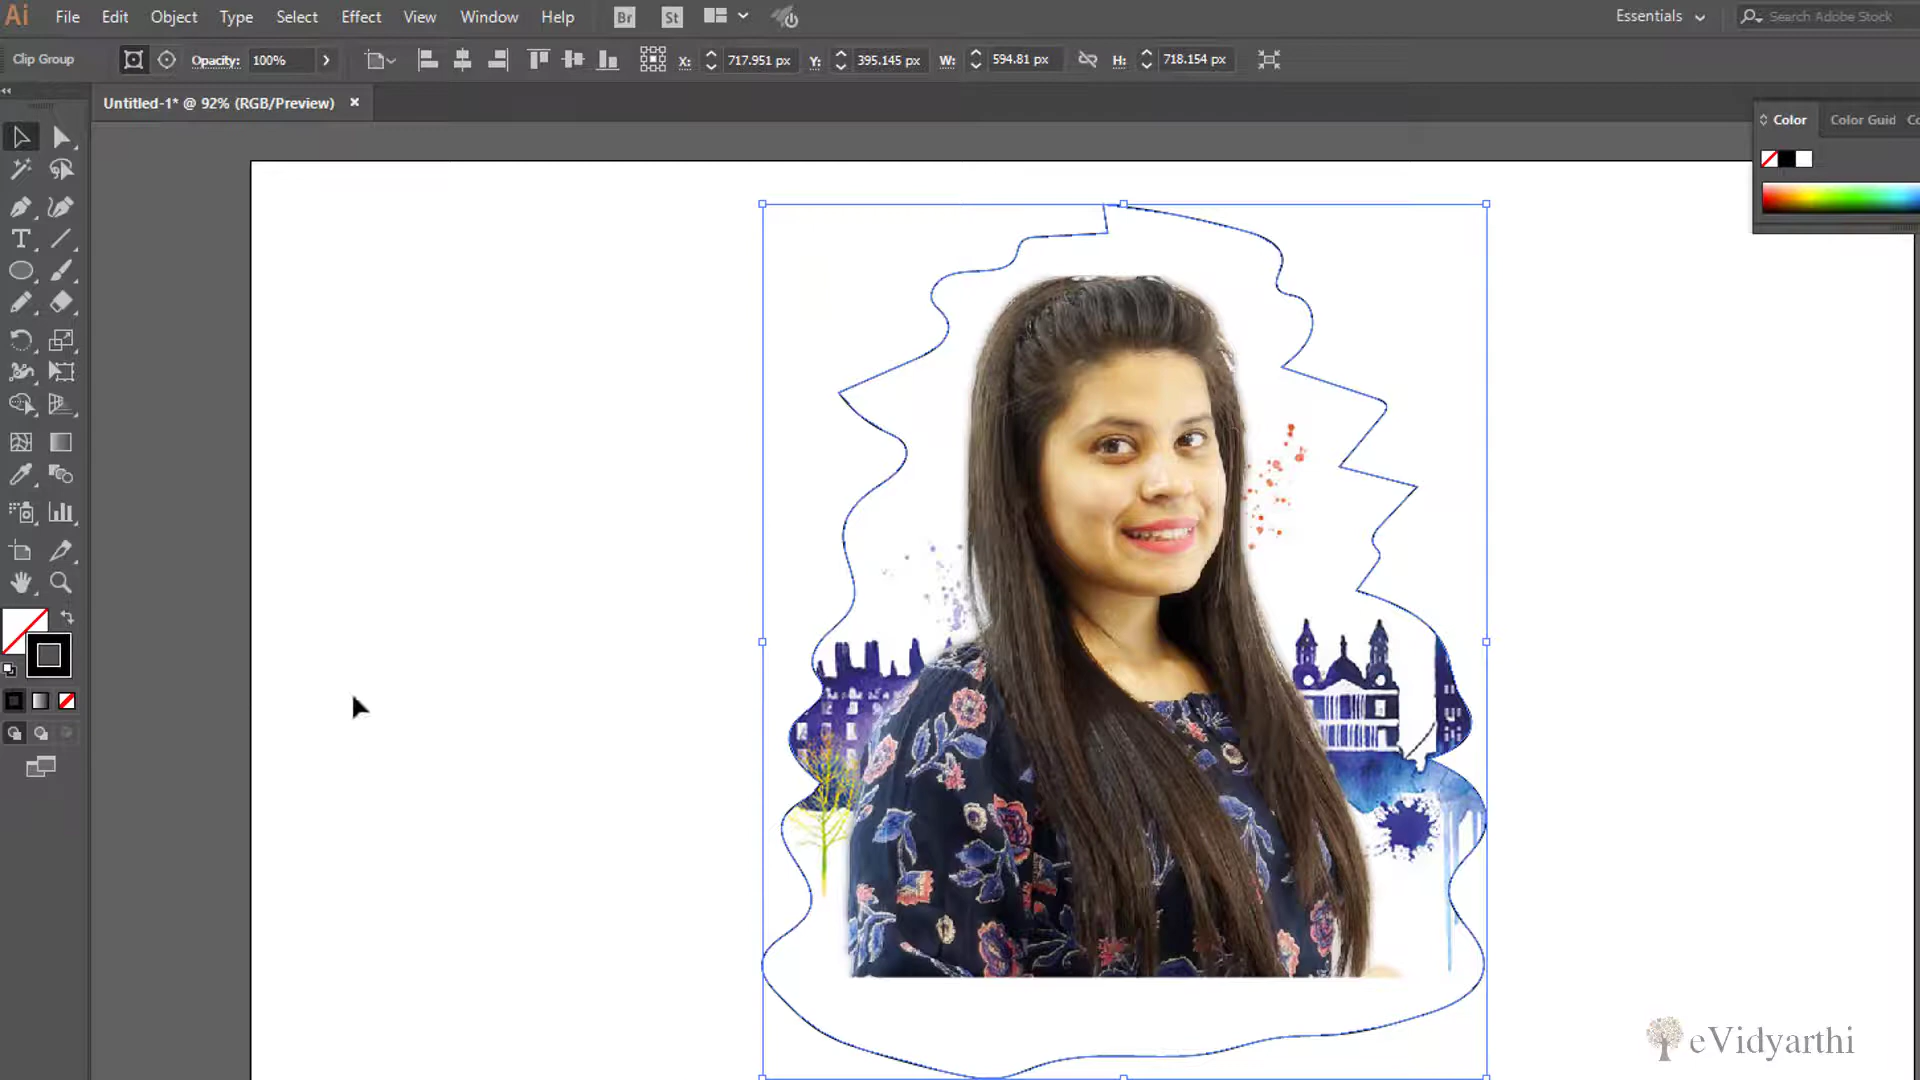 Ai File Edit Object Type Select Effect View Window Help Br St Essentials Search Adobe Stock
Clip Group Opacity: 100% X: 717.951 px Y: 395.145 px W: 594.81 px H: 718.154 px
Untitled-1* @ 92% (RGB/Preview) ×
Color Color Guid Co
eVidyarthi